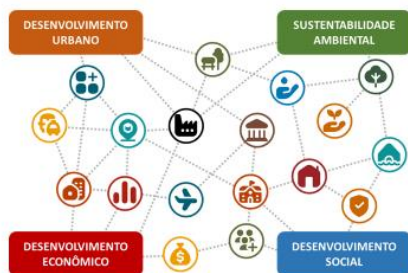 DESENVOLVIMENTO
URBANO
SUSTENTABILIDADE
AMBIENTAL
DESENVOLVIMENTO
ECONÔMICO
DESENVOLVIMENTO
SOCIAL